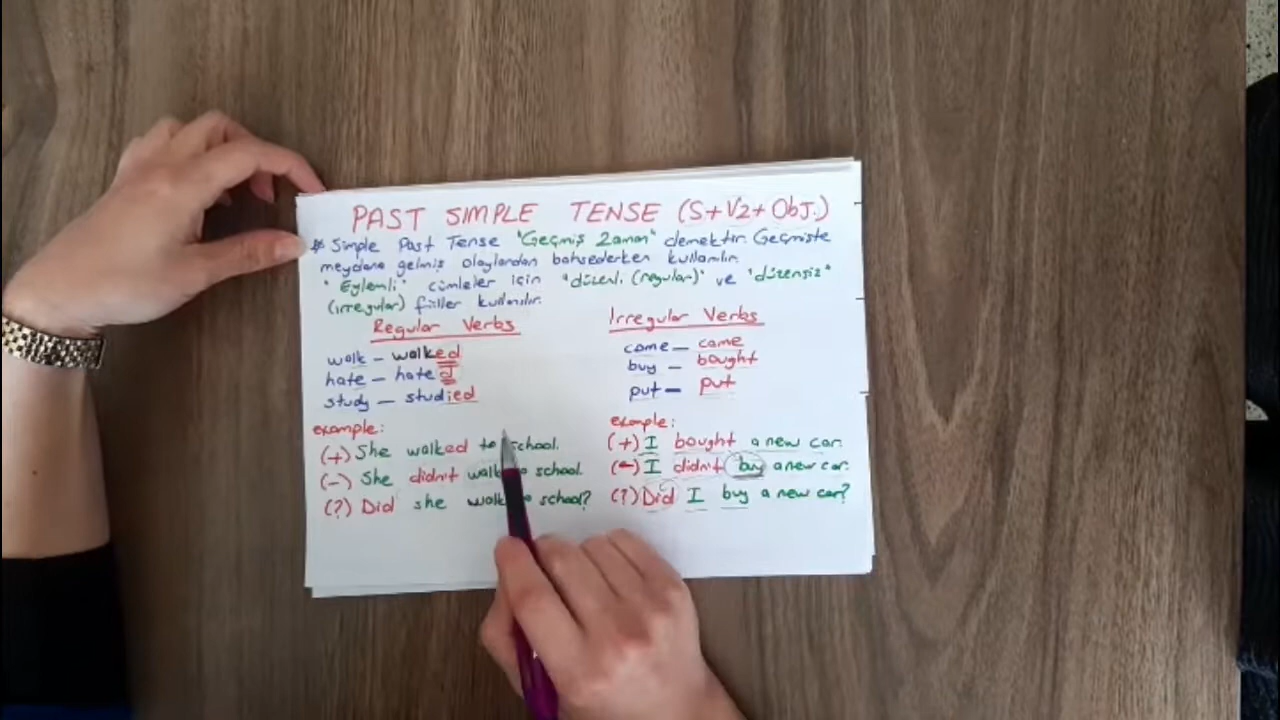 PAST SIMPLE TENSE (S+V2+ObJ.)
* Simple Past Tense "Geçmiş Zaman" demektir. Geçmişte
meydana gelmiş olaylardan bahsederken kullanılır.
"Eylemli" cümleler için "düzenli (regular)" ve "düzensiz"
(irregular) fiiller kullanılır.
Regular Verbs
walk - walked
hate - hated
study - studied
example:
(+) She walked to school.
(-) She didn't walk school.
(?) Did she walk school?
Irregular Verbs
come - came
buy - bought
put - put
example:
(+) I bought a new car.
(-) I didn't buy a new car.
(?) Did I buy a new car?